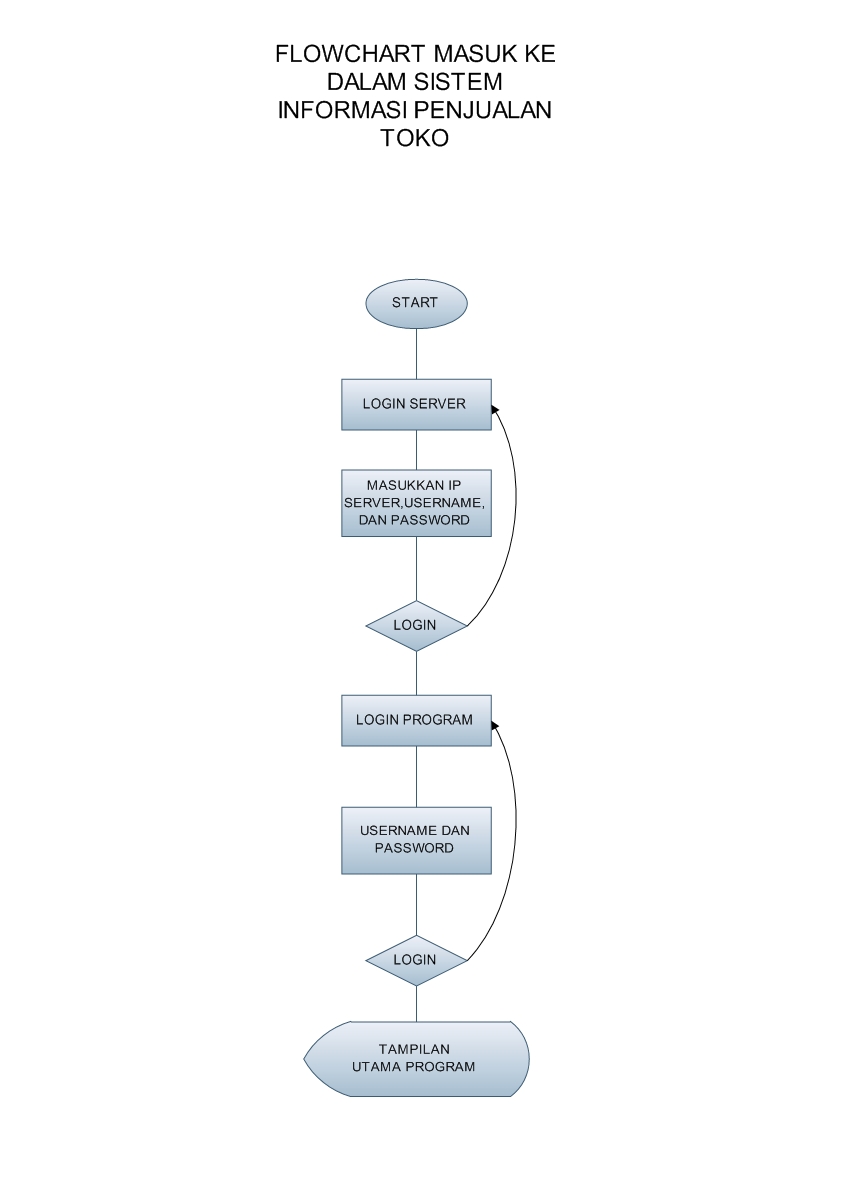 FLOWCHART MASUK KE
DALAM SISTEM
INFORMASI PENJUALAN
TOKO
START
LOGIN SERVER
MASUKKAN IP
SERVER,USERNAME,
DAN PASSWORD
LOGIN
LOGIN PROGRAM
USERNAME DAN
PASSWORD
LOGIN
TAMPILAN
UTAMA PROGRAM